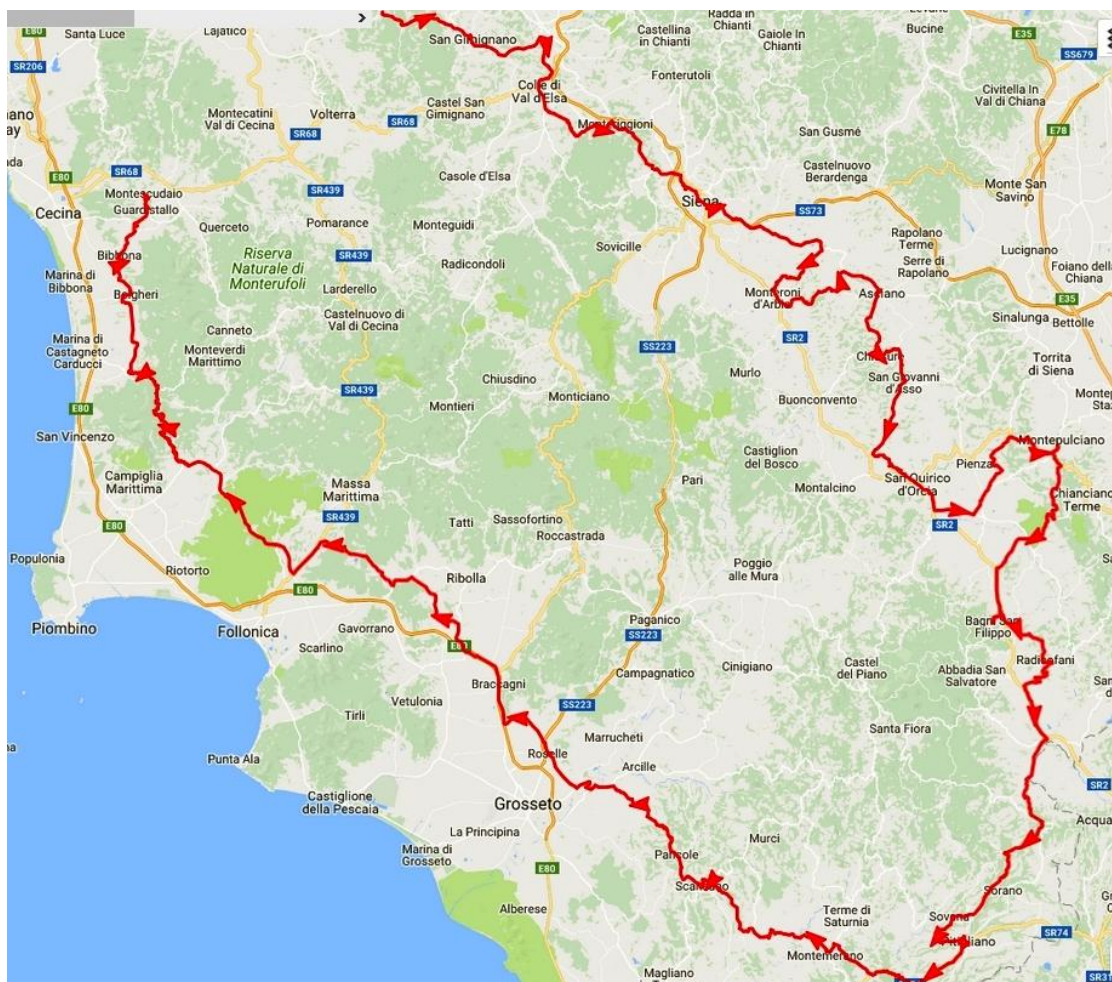 E80
Santa Luce
Lajatico
San Gimignano
Castellina
in Chianti
Radda in
Chianti
Gaiole In
Chianti
Bucine
E35
SS679
SR206
Colle di
Val d'Elsa
Fonterutoli
Civitella In
Val di Chiana
Montecatini
Val di Cecina
Volterra
SR68
Castel San
Gimignano
SR68
Monteriggioni
San Gusmé
E78
E80
SR68
Montescudaio
Guardistallo
Cecina
SR439
Casole d'Elsa
Castelnuovo
Berardenga
Monte San
Savino
Querceto
Pomarance
Monteguidi
Siena
SS73
Rapolano
Terme
Lucignano
Bibbona
Riserva
Naturale di
Monterufoli
SR439
Radicondoli
Sovicille
Serre di
Rapolano
Foiano della
Chiana
Marina di
Bibbona
Bolgheri
Larderello
Monteroni
d'Arbia
Asciano
E35
Castelnuovo di
Val di Cecina
Sinalunga
Bettolle
Marina di
Castagneto
Carducci
Canneto
Monteverdi
Marittimo
SR2
SS223
Chiusure
Torrita
di Siena
SR439
Chiusdino
Murlo
San Giovanni
d'Asso
E80
Montieri
Monticiano
Buonconvento
San Vincenzo
Castiglion
del Bosco
Montepulciano
Campiglia
Marittima
Massa
Marittima
Pari
Montalcino
Pienza
San Quirico
d'Orcia
Chianciano
Terme
SR439
Tatti
Sassofortino
Roccastrada
SR2
E80
Populonia
Riotorto
Ribolla
Poggio
alle Mura
E80
Piombino
Follonica
Gavorrano
Paganico
SS223
Bagni San
Filippo
Scarlino
E80
Radicofani
Braccagni
Campagnatico
Cinigiano
Castel
del Piano
Abbadia San
Salvatore
Vetulonia
SS223
Tirli
Santa Fiora
Marrucheti
Punta Ala
Roselle
Arcille
SR2
Castiglione
della Pescaia
Grosseto
La Principina
Murci
Marina di
Grosseto
Pancole
E80
Scansano
Sorano
Alberese
Terme di
Saturnia
Sovana
SR74
Pitigliano
Montemerano
Magliano